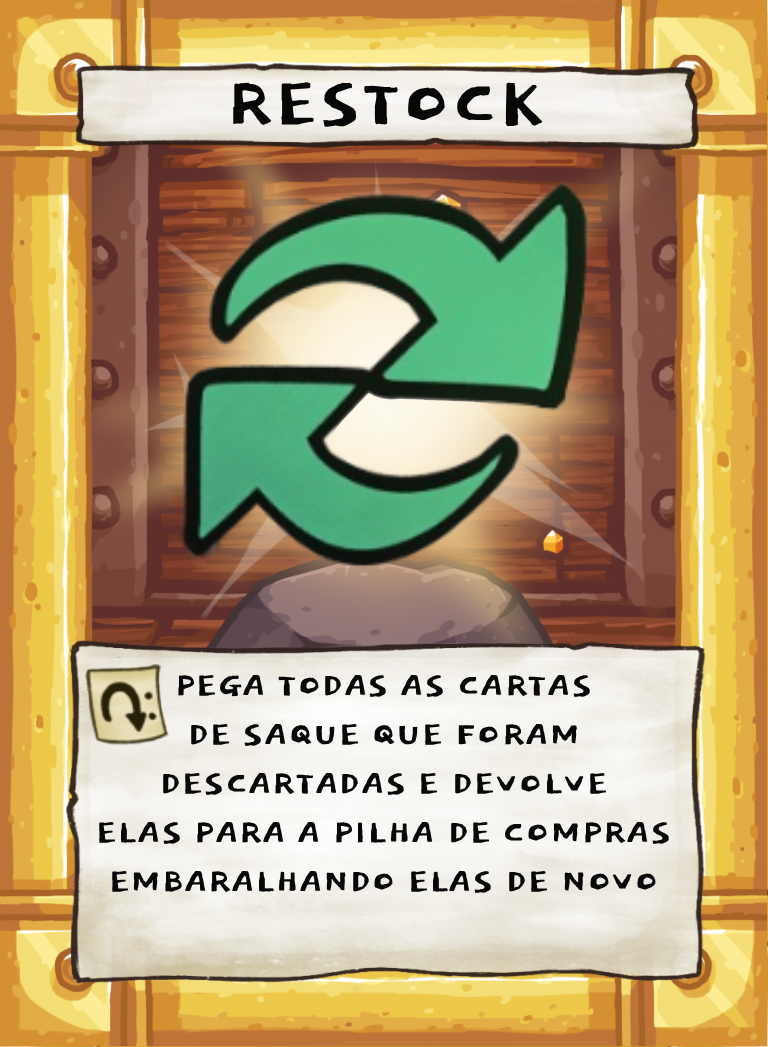 RESTOCK
PEGA TODAS AS CARTAS
DE SAQUE QUE FORAM
DESCARTADAS E DEVOLVE
ELAS PARA A PILHA DE COMPRAS
EMBARALHANDO ELAS DE NOVO